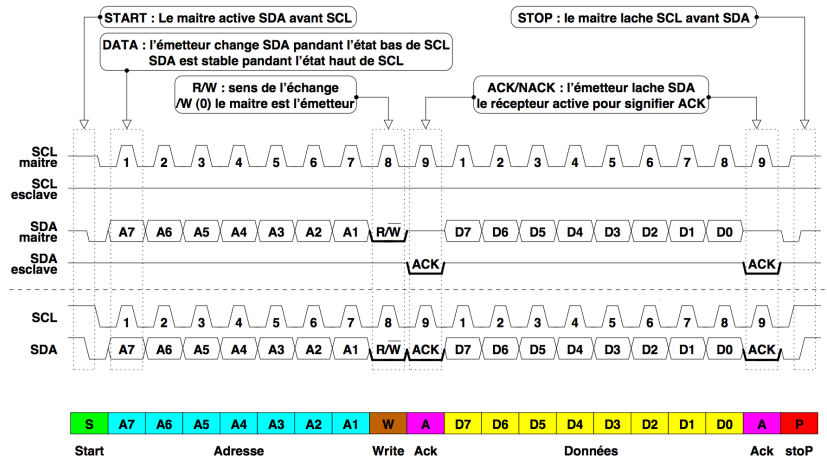 START : Le maitre active SDA avant SCL
STOP : le maitre lache SCL avant SDA
DATA : l'émetteur change SDA pandant l'état bas de SCL
SDA est stable pandant l'état haut de SCL
R/W : sens de l'échange
/W (0) le maitre est l'émetteur
ACK/NACK : l'émetteur lache SDA
le récepteur active pour signifier ACK
SCL
maitre
1 2 3 4 5 6 7 8 9 1 2 3 4 5 6 7 8 9
SCL
esclave
SDA
maitre
A7 A6 A5 A4 A3 A2 A1 R/W D7 D6 D5 D4 D3 D2 D1 D0
SDA
esclave
ACK ACK
SCL
1 2 3 4 5 6 7 8 9 1 2 3 4 5 6 7 8 9
SDA
A7 A6 A5 A4 A3 A2 A1 R/W ACK D7 D6 D5 D4 D3 D2 D1 D0 ACK
S A7 A6 A5 A4 A3 A2 A1 W A D7 D6 D5 D4 D3 D2 D1 D0 A P
Start Adresse Write Ack Données Ack stoP